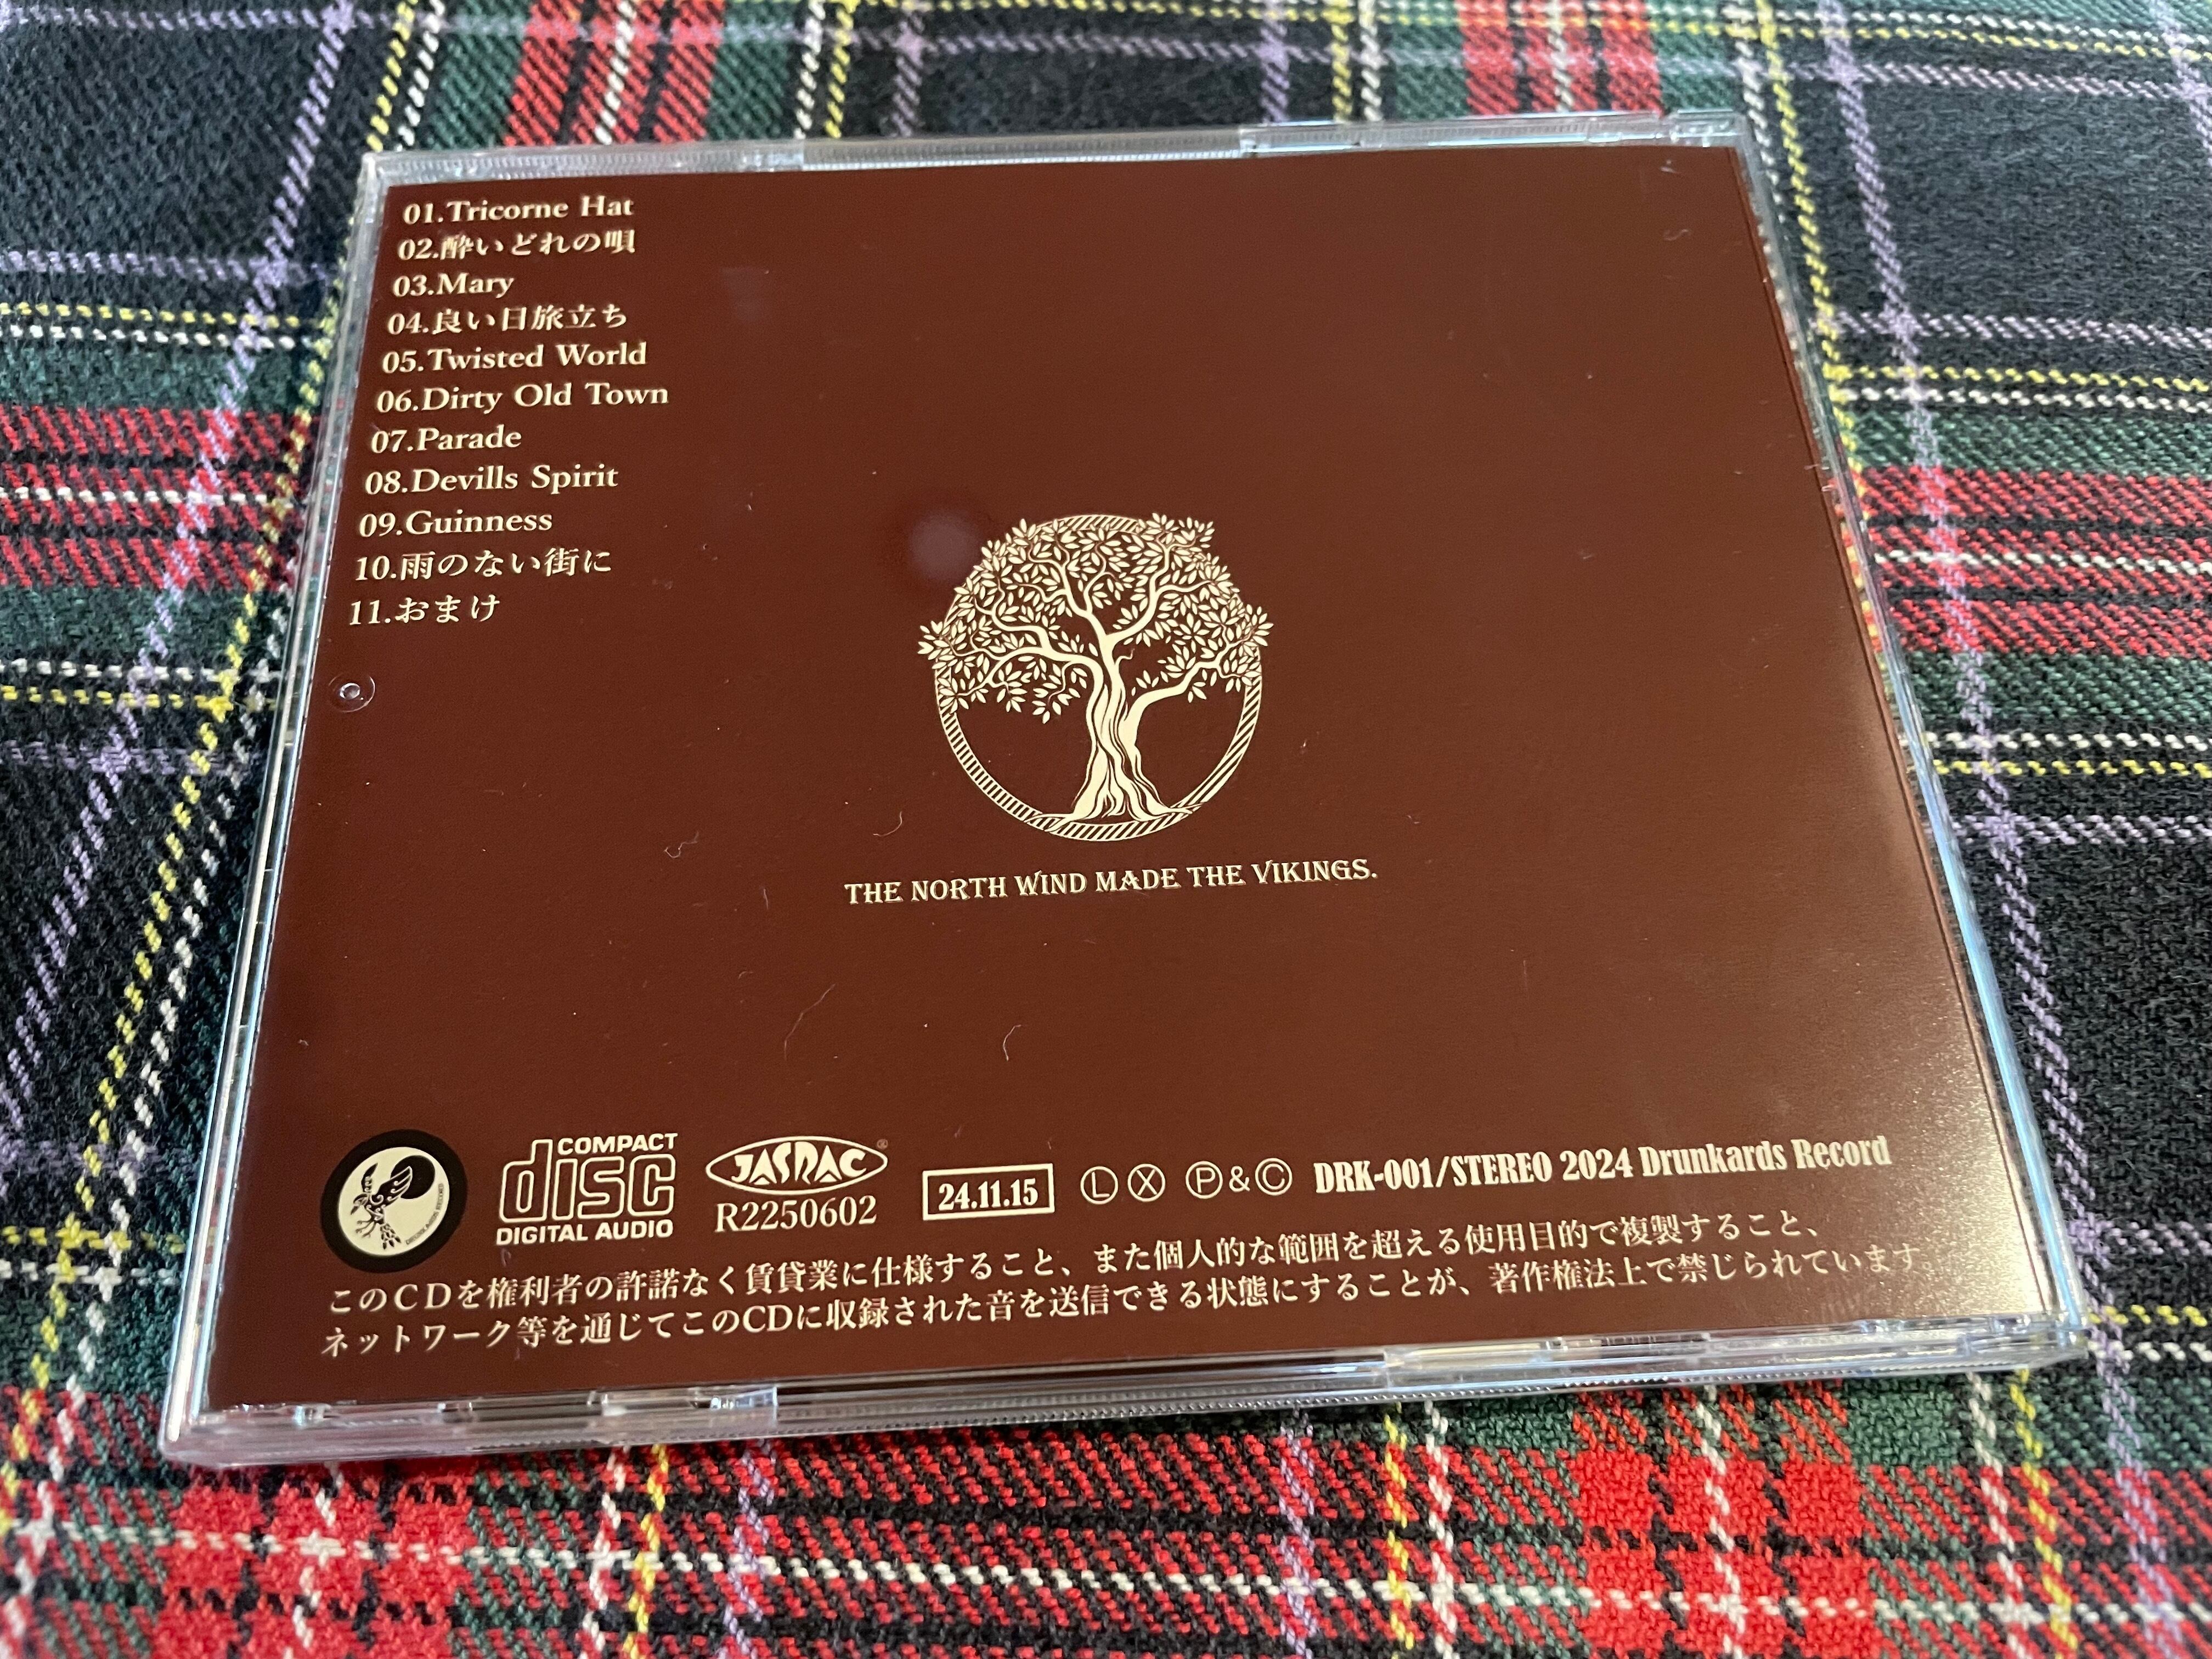 01.Tricorne Hat
02.酔いどれの唄
03.Mary
04.良い日旅立ち
05.Twisted World
06.Dirty Old Town
07.Parade
08.Devills Spirit
09.Guinness
10.雨のない街に
11.おまけ
THE NORTH WIND MADE THE VIKINGS.
COMPACT
disc
DIGITAL AUDIO
JASRAC®
R2250602
24.11.15
Ⓛ Ⓧ Ⓟ&Ⓒ DRK-001/STEREO 2024 Drunkards Record
このＣＤを権利者の許諾なく賃貸業に仕様すること、また個人的な範囲を超える使用目的で複製すること、
ネットワーク等を通じてこのCDに収録された音を送信できる状態にすることが、著作権法上で禁じられています。